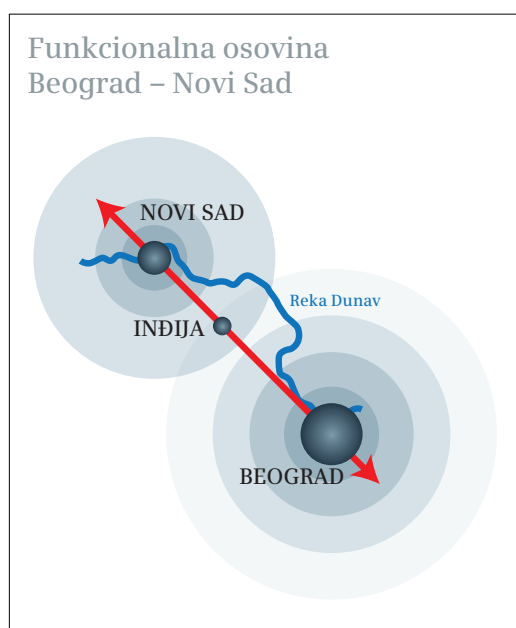 Funkcionalna osovina
Beograd – Novi Sad
NOVI SAD
Reka Dunav
INĐIJA
BEOGRAD